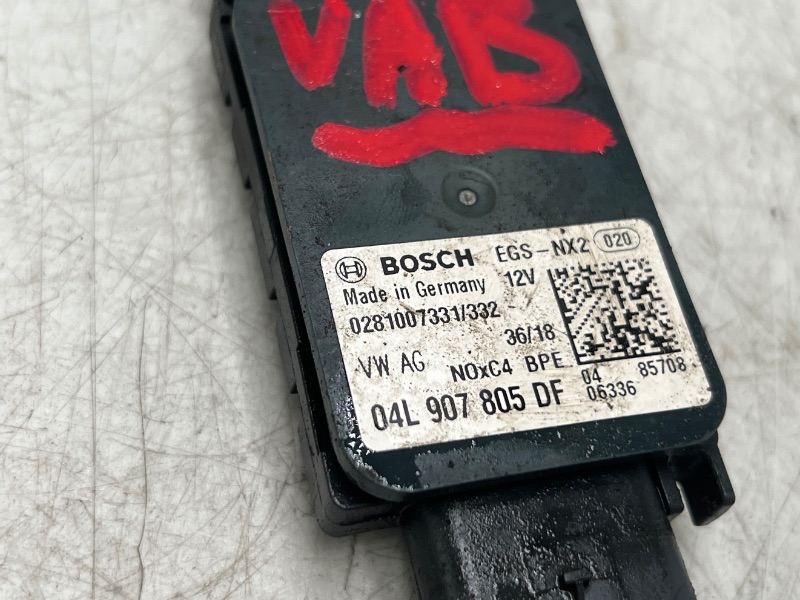 VAB
BOSCH EGS-NX2 020
Made in Germany 12V
0281007331/332
36/18
VW AG NOxC4 BPE
04L 907 805 DF
04 85708
06336